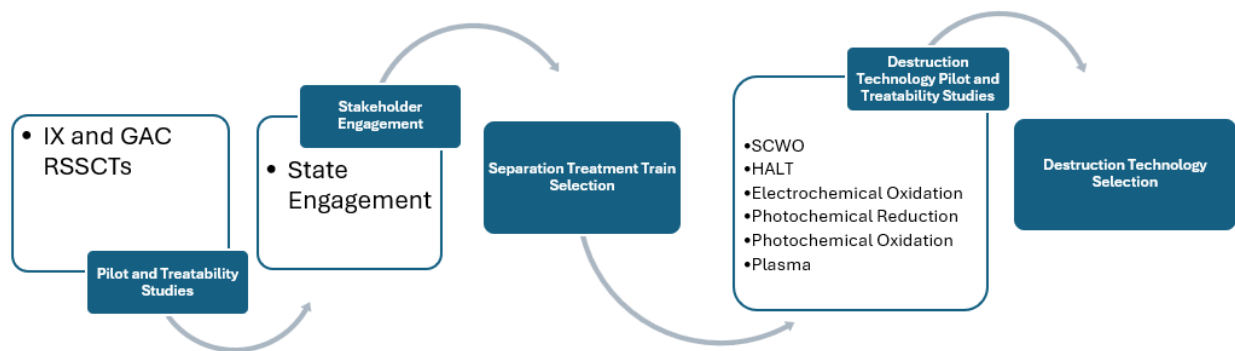 • IX and GAC
RSSCTs
Pilot and Treatability
Studies
Stakeholder
Engagement
• State
Engagement
Separation Treatment Train
Selection
Destruction
Technology Pilot and
Treatability Studies
•SCWO
•HALT
•Electrochemical Oxidation
•Photochemical Reduction
•Photochemical Oxidation
•Plasma
Destruction Technology
Selection